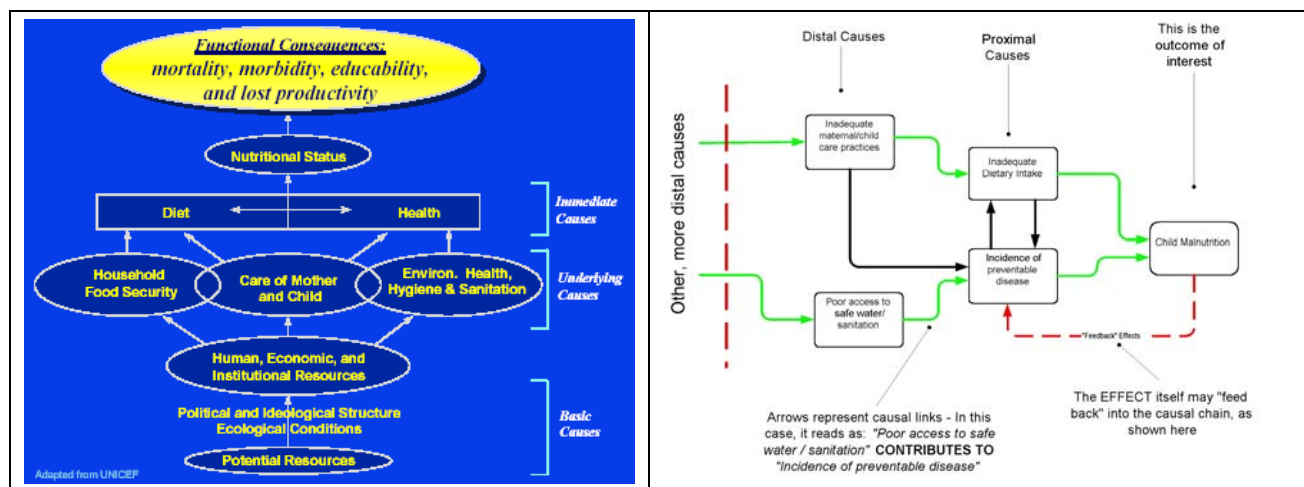 Functional Consequences:
mortality, morbidity, educability,
and lost productivity
Nutritional Status
Diet
Health
Immediate
Causes
Household
Food Security
Care of Mother
and Child
Environ. Health,
Hygiene & Sanitation
Underlying
Causes
Human, Economic, and
Institutional Resources
Political and Ideological Structure
Ecological Conditions
Potential Resources
Basic
Causes
Adapted from UNICEF
Distal Causes
Proximal
Causes
This is the
outcome of
interest
Other, more distal causes
Inadequate
maternal/child
care practices
Inadequate
Dietary Intake
Child Malnutrition
Incidence of
preventable
disease
Poor access to
safe water/
sanitation
"Feedback" Effects
Arrows represent causal links - In this
case, it reads as: "Poor access to safe
water / sanitation" CONTRIBUTES TO
"Incidence of preventable disease"
The EFFECT itself may "feed
back" into the causal chain, as
shown here